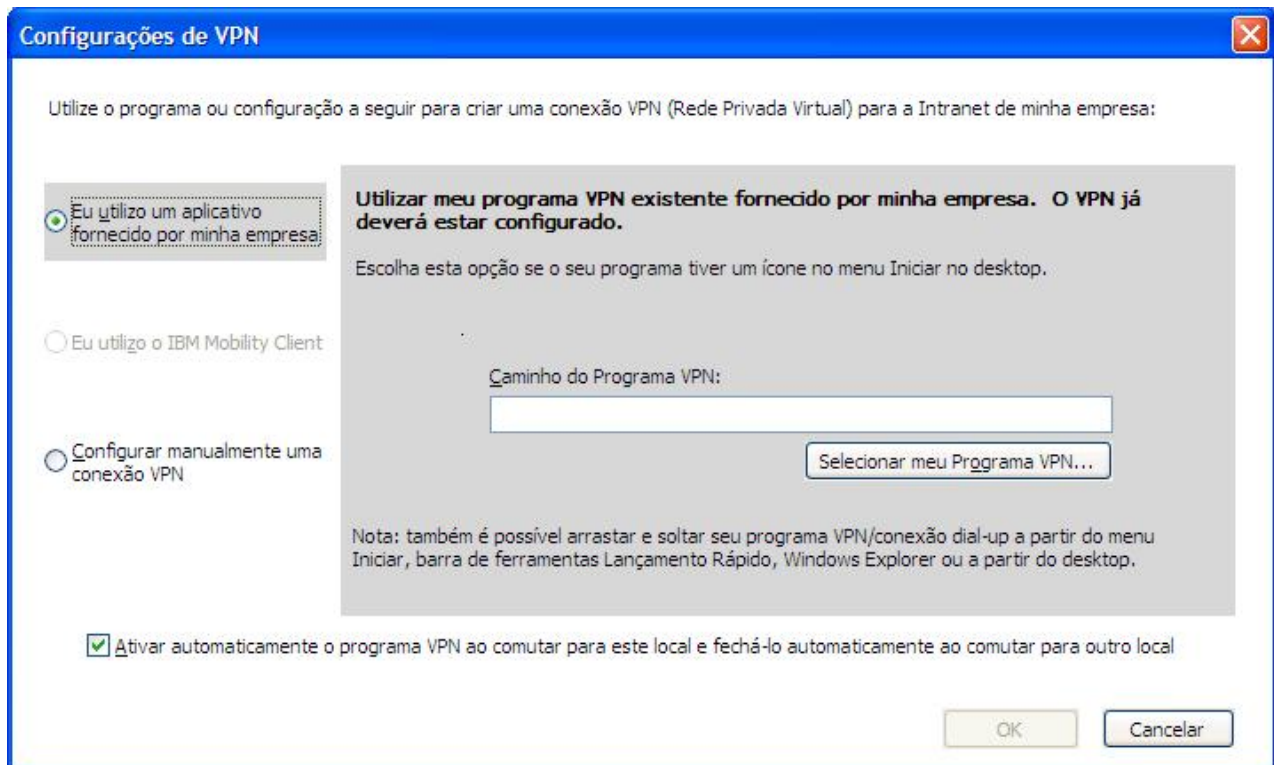 Configurações de VPN
Utilize o programa ou configuração a seguir para criar uma conexão VPN (Rede Privada Virtual) para a Intranet de minha empresa:
Eu utilizo um aplicativo
fornecido por minha empresa
Utilizar meu programa VPN existente fornecido por minha empresa. O VPN já
deverá estar configurado.
Escolha esta opção se o seu programa tiver um ícone no menu Iniciar no desktop.
Eu utilizo o IBM Mobility Client
Caminho do Programa VPN:
Configurar manualmente uma
conexão VPN
Selecionar meu Programa VPN...
Nota: também é possível arrastar e soltar seu programa VPN/conexão dial-up a partir do menu
Iniciar, barra de ferramentas Lançamento Rápido, Windows Explorer ou a partir do desktop.
Ativar automaticamente o programa VPN ao comutar para este local e fechá-lo automaticamente ao comutar para outro local
OK
Cancelar